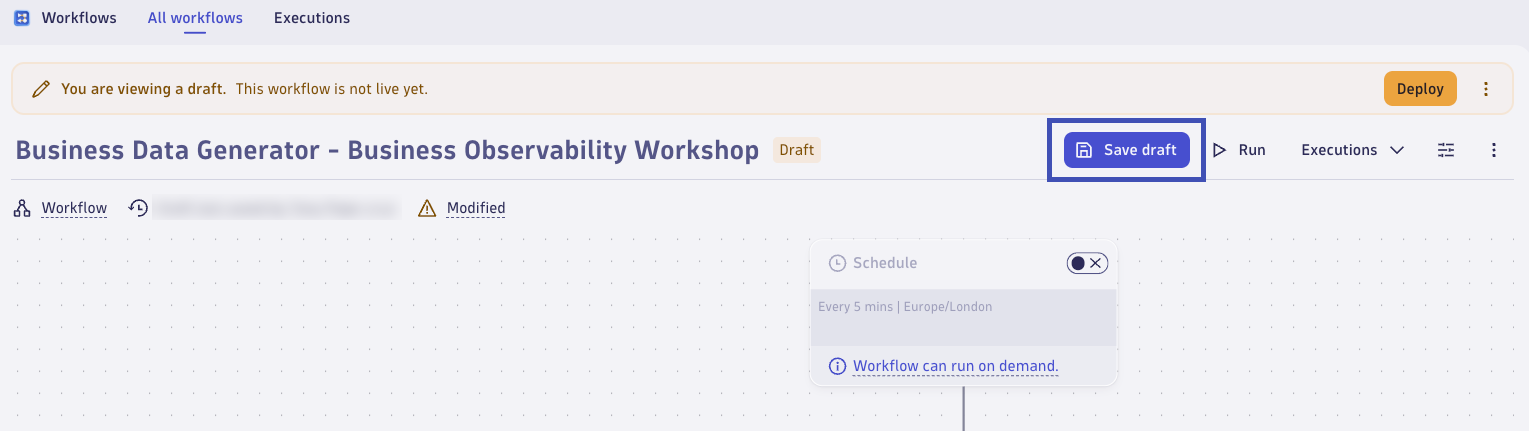 Workflows All workflows Executions
You are viewing a draft. This workflow is not live yet. Deploy
Business Data Generator - Business Observability Workshop Draft Save draft Run Executions
Workflow Modified
Schedule
Every 5 mins | Europe/London
Workflow can run on demand.